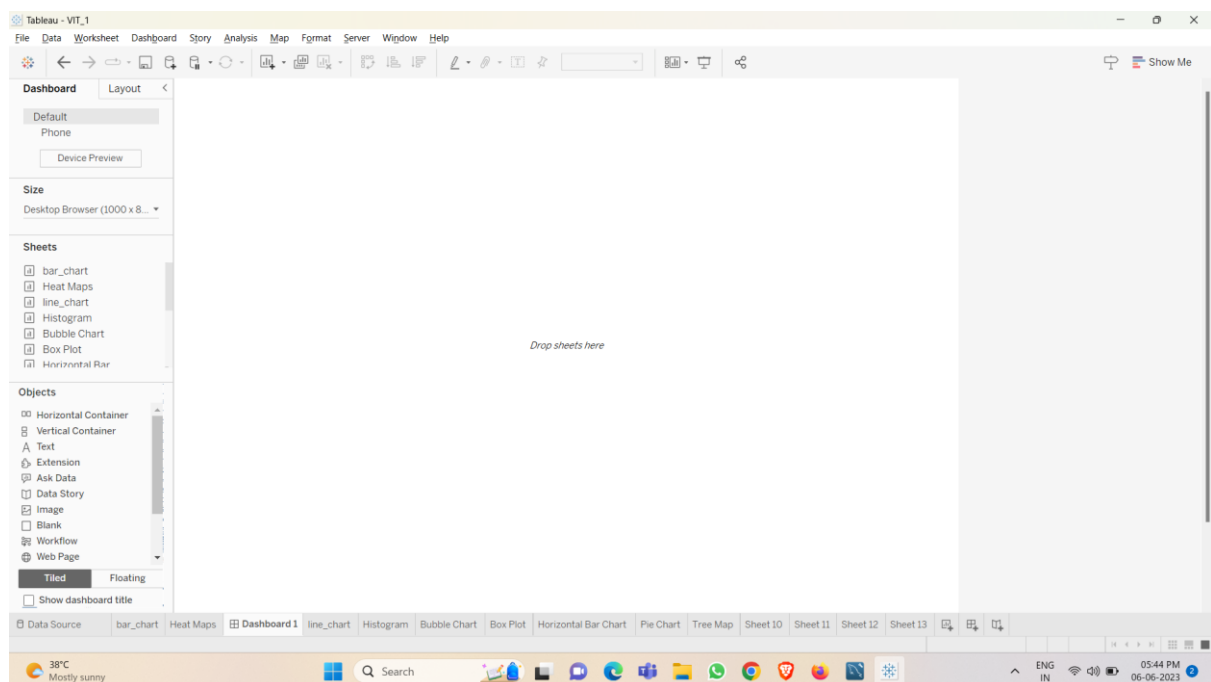 Tableau - VIT_1
File Data Worksheet Dashboard Story Analysis Map Format Server Window Help
Show Me
Dashboard Layout
Default
Phone
Device Preview
Size
Desktop Browser (1000 x 8...
Sheets
bar_chart
Heat Maps
line_chart
Histogram
Bubble Chart
Box Plot
Horizontal Bar
Drop sheets here
Objects
Horizontal Container
Vertical Container
Text
Extension
Ask Data
Data Story
Image
Blank
Workflow
Web Page
Tiled Floating
Show dashboard title
Data Source bar_chart Heat Maps Dashboard 1 line_chart Histogram Bubble Chart Box Plot Horizontal Bar Chart Pie Chart Tree Map Sheet 10 Sheet 11 Sheet 12 Sheet 13
38°C
Mostly sunny
Search
ENG
IN
05:44 PM
06-06-2023
2